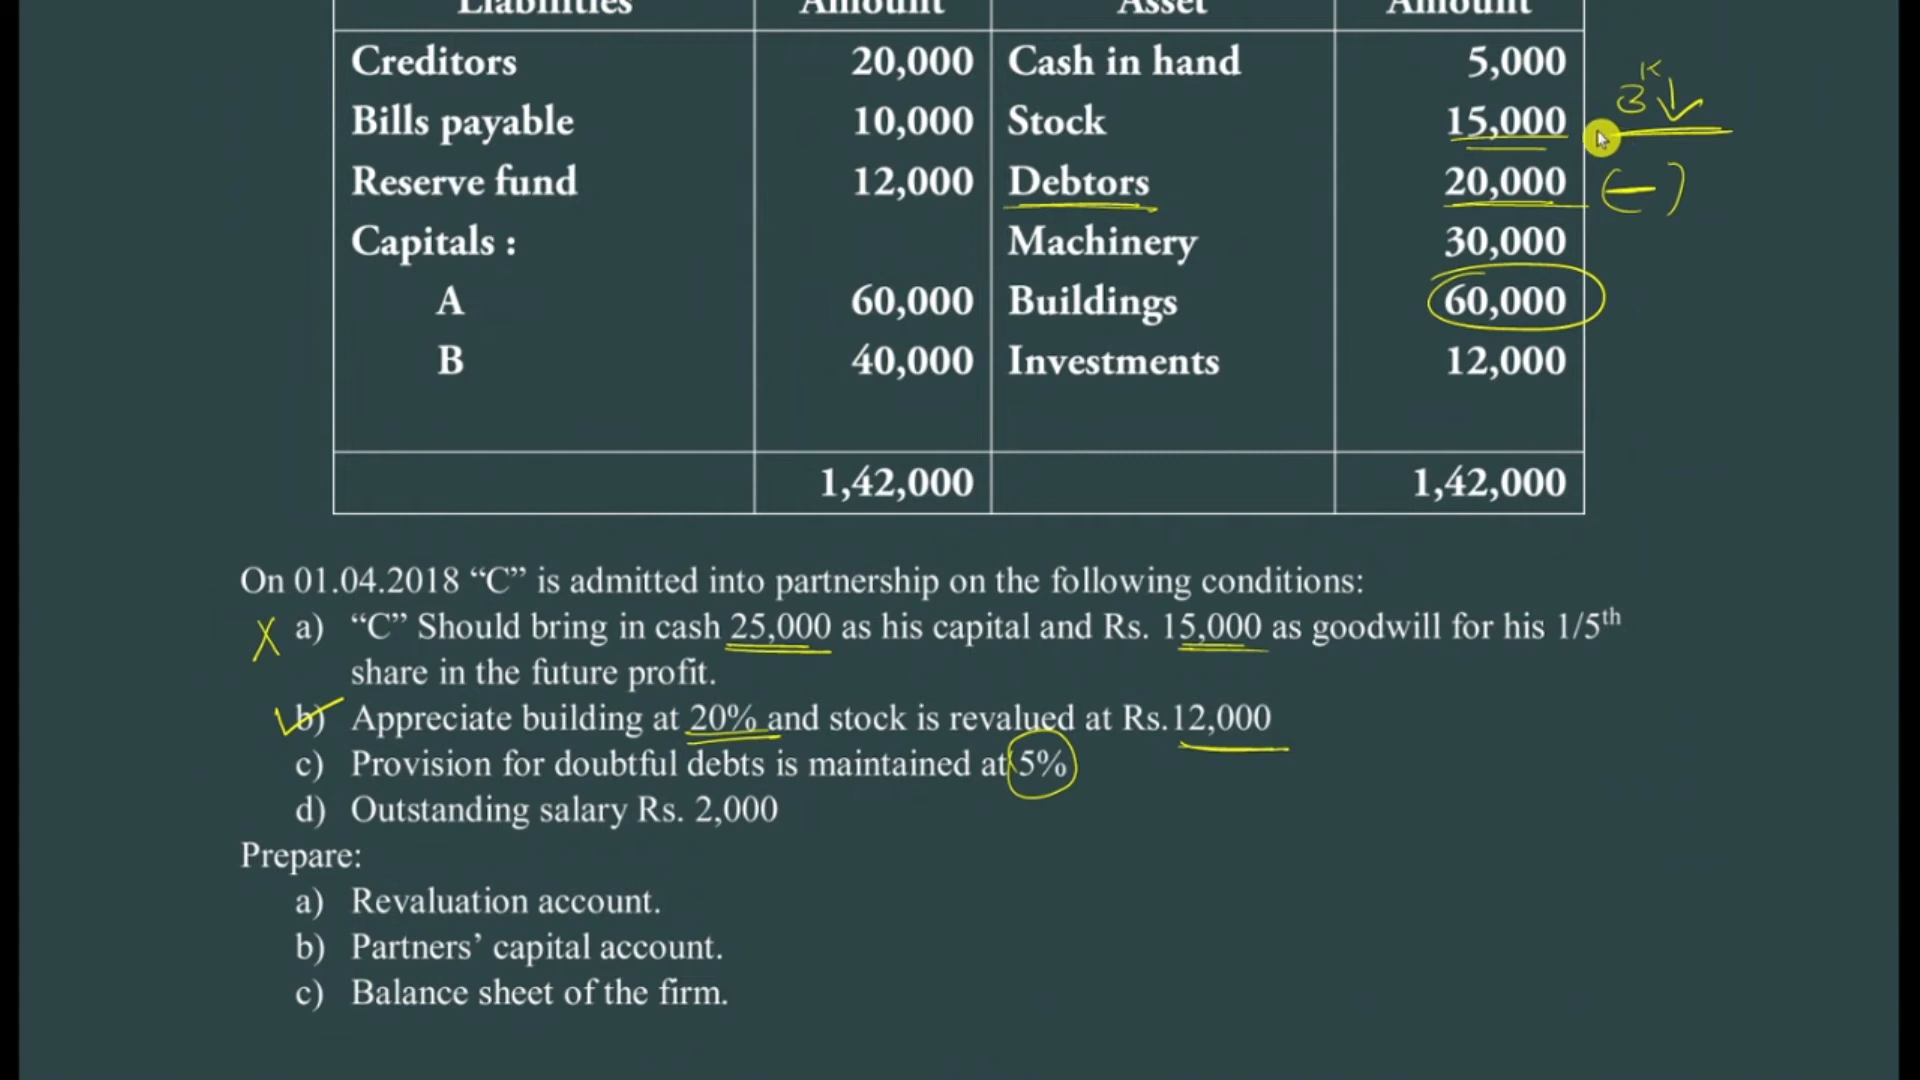 Liabilities Amount Asset Amount
Creditors 20,000 Cash in hand 5,000
3K
Bills payable 10,000 Stock 15,000
Reserve fund 12,000 Debtors 20,000 (—)
Capitals : Machinery 30,000
A 60,000 Buildings 60,000
B 40,000 Investments 12,000
1,42,000 1,42,000
On 01.04.2018 “C” is admitted into partnership on the following conditions:
X a) “C” Should bring in cash 25,000 as his capital and Rs. 15,000 as goodwill for his 1/5th
share in the future profit.
b) Appreciate building at 20% and stock is revalued at Rs.12,000
c) Provision for doubtful debts is maintained at 5%
d) Outstanding salary Rs. 2,000
Prepare:
a) Revaluation account.
b) Partners’ capital account.
c) Balance sheet of the firm.